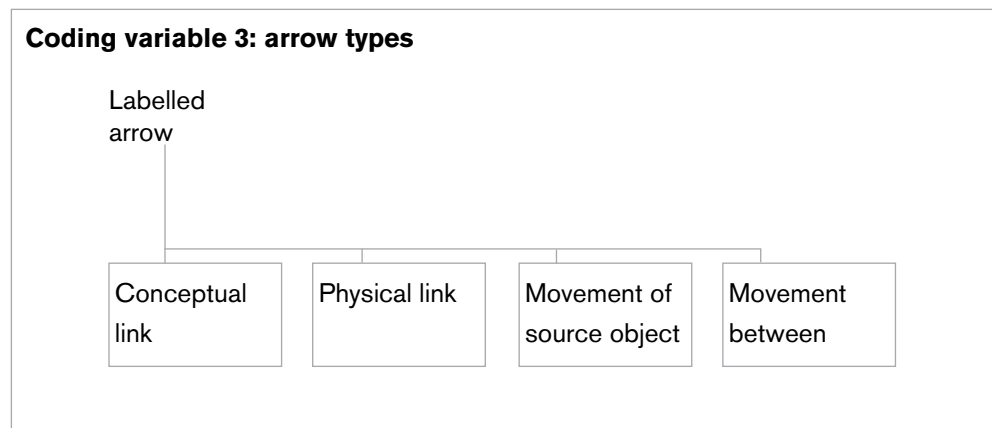 Coding variable 3: arrow types
Labelled
arrow
Conceptual
link
Physical link
Movement of
source object
Movement
between